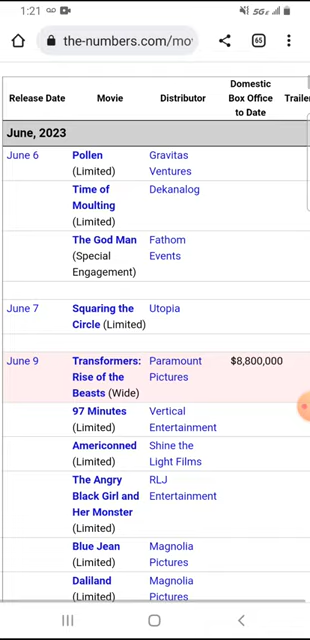 1:21 5GE
the-numbers.com/mo 65
Release Date Movie Distributor Domestic Box Office to Date Trailer
June, 2023
June 6 Pollen Gravitas
(Limited) Ventures
Time of Dekanalog
Moulting
(Limited)
The God Man Fathom
(Special Events
Engagement)
June 7 Squaring the Utopia
Circle (Limited)
June 9 Transformers: Paramount $8,800,000
Rise of the Pictures
Beasts (Wide)
97 Minutes Vertical
(Limited) Entertainment
Americonned Shine the
(Limited) Light Films
The Angry RLJ
Black Girl and Entertainment
Her Monster
(Limited)
Blue Jean Magnolia
(Limited) Pictures
Daliland Magnolia
(Limited) Pictures